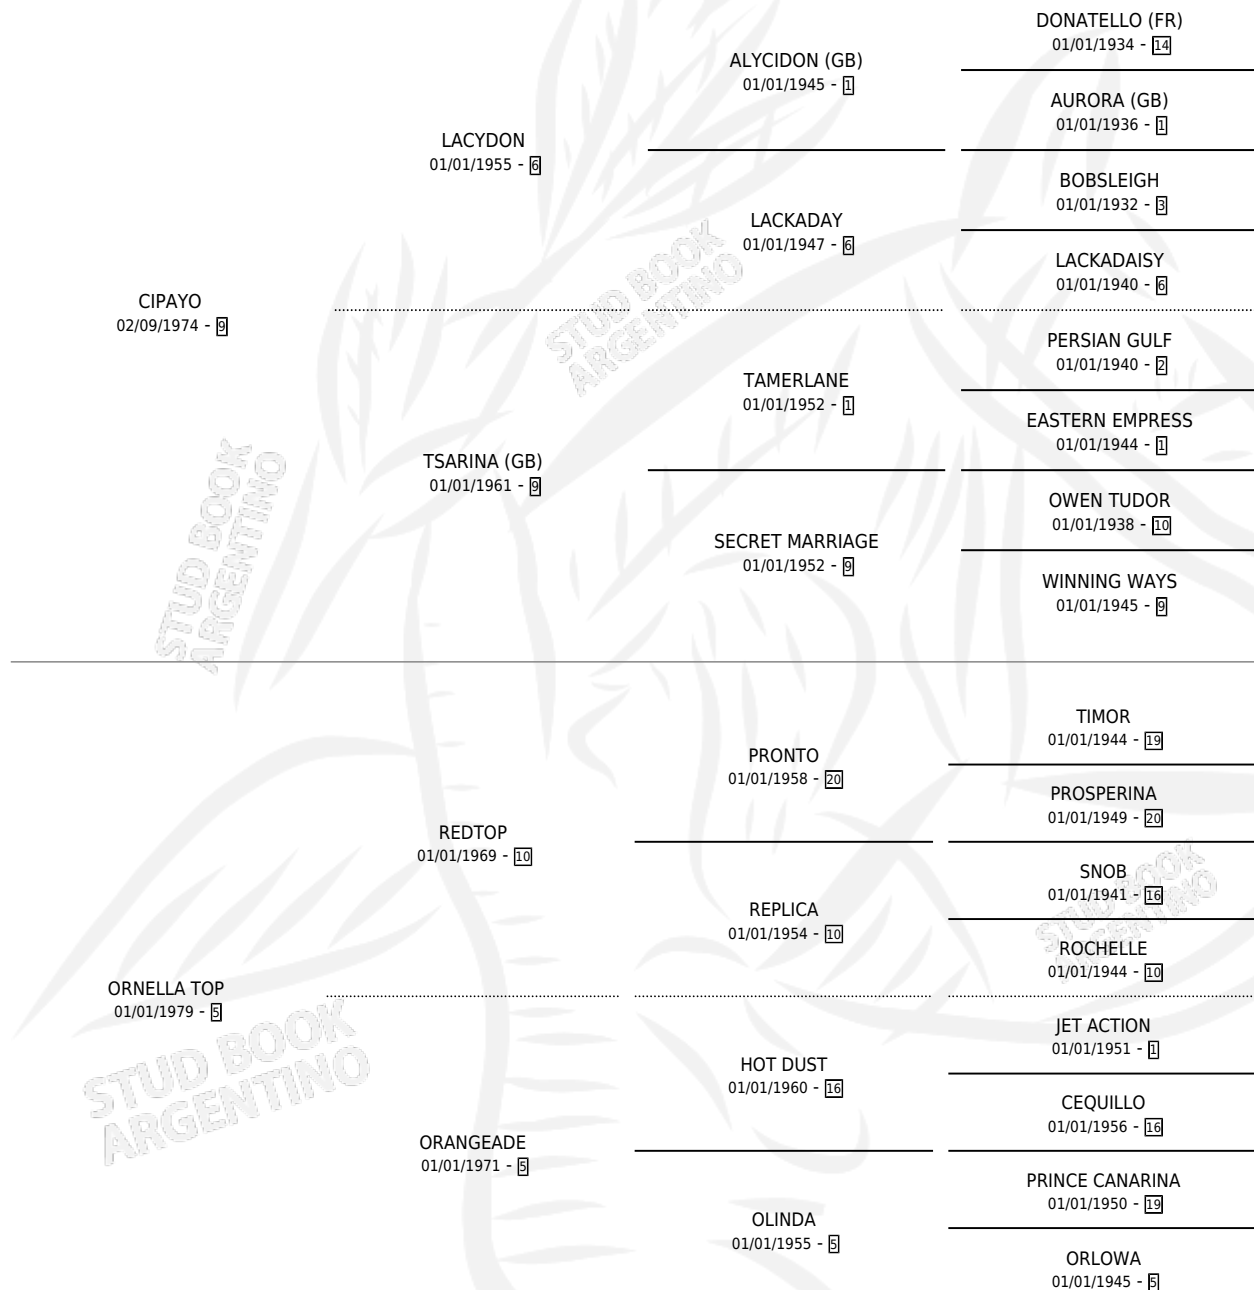 DONATELLO (FR)
01/01/1934 - 14
ALYCIDON (GB)
01/01/1945 - 1
AURORA (GB)
01/01/1936 - 1
LACYDON
01/01/1955 - 6
BOBSLEIGH
01/01/1932 - 3
LACKADAY
01/01/1947 - 6
LACKADAISY
01/01/1940 - 6
CIPAYO
02/09/1974 - 9
PERSIAN GULF
01/01/1940 - 2
TAMERLANE
01/01/1952 - 1
EASTERN EMPRESS
01/01/1944 - 1
TSARINA (GB)
01/01/1961 - 9
OWEN TUDOR
01/01/1938 - 10
SECRET MARRIAGE
01/01/1952 - 9
WINNING WAYS
01/01/1945 - 9
TIMOR
01/01/1944 - 19
PRONTO
01/01/1958 - 20
PROSPERINA
01/01/1949 - 20
REDTOP
01/01/1969 - 10
SNOB
01/01/1941 - 16
REPLICA
01/01/1954 - 10
ROCHELLE
01/01/1944 - 10
ORNELLA TOP
01/01/1979 - 5
JET ACTION
01/01/1951 - 1
HOT DUST
01/01/1960 - 16
CEQUILLO
01/01/1956 - 16
ORANGEADE
01/01/1971 - 5
PRINCE CANARINA
01/01/1950 - 19
OLINDA
01/01/1955 - 5
ORLOWA
01/01/1945 - 5
STUD BOOK
ARGENTINO
STUD BOOK
ARGENTINO
STUD BOOK
ARGENTINO
STUD BOOK
ARGENTINO